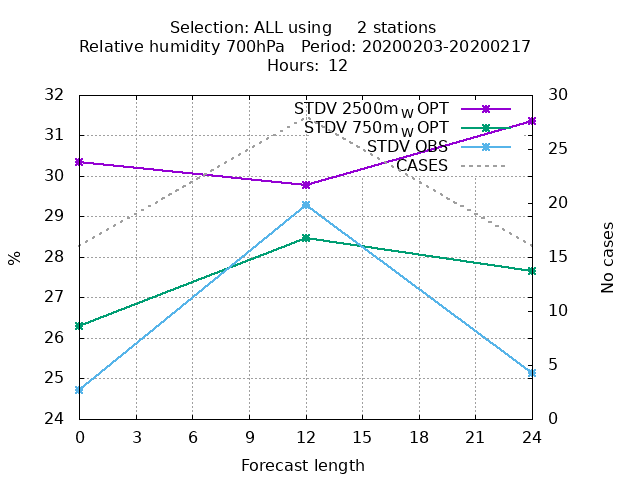 Selection: ALL using 2 stations
Relative humidity 700hPa Period: 20200203-20200217
Hours: 12
STDV 2500m W OPT
STDV 750m W OPT
STDV OBS
CASES
32
31
30
29
28
27
26
25
24
%
30
25
20
15
10
5
0
No cases
0 3 6 9 12 15 18 21 24
Forecast length